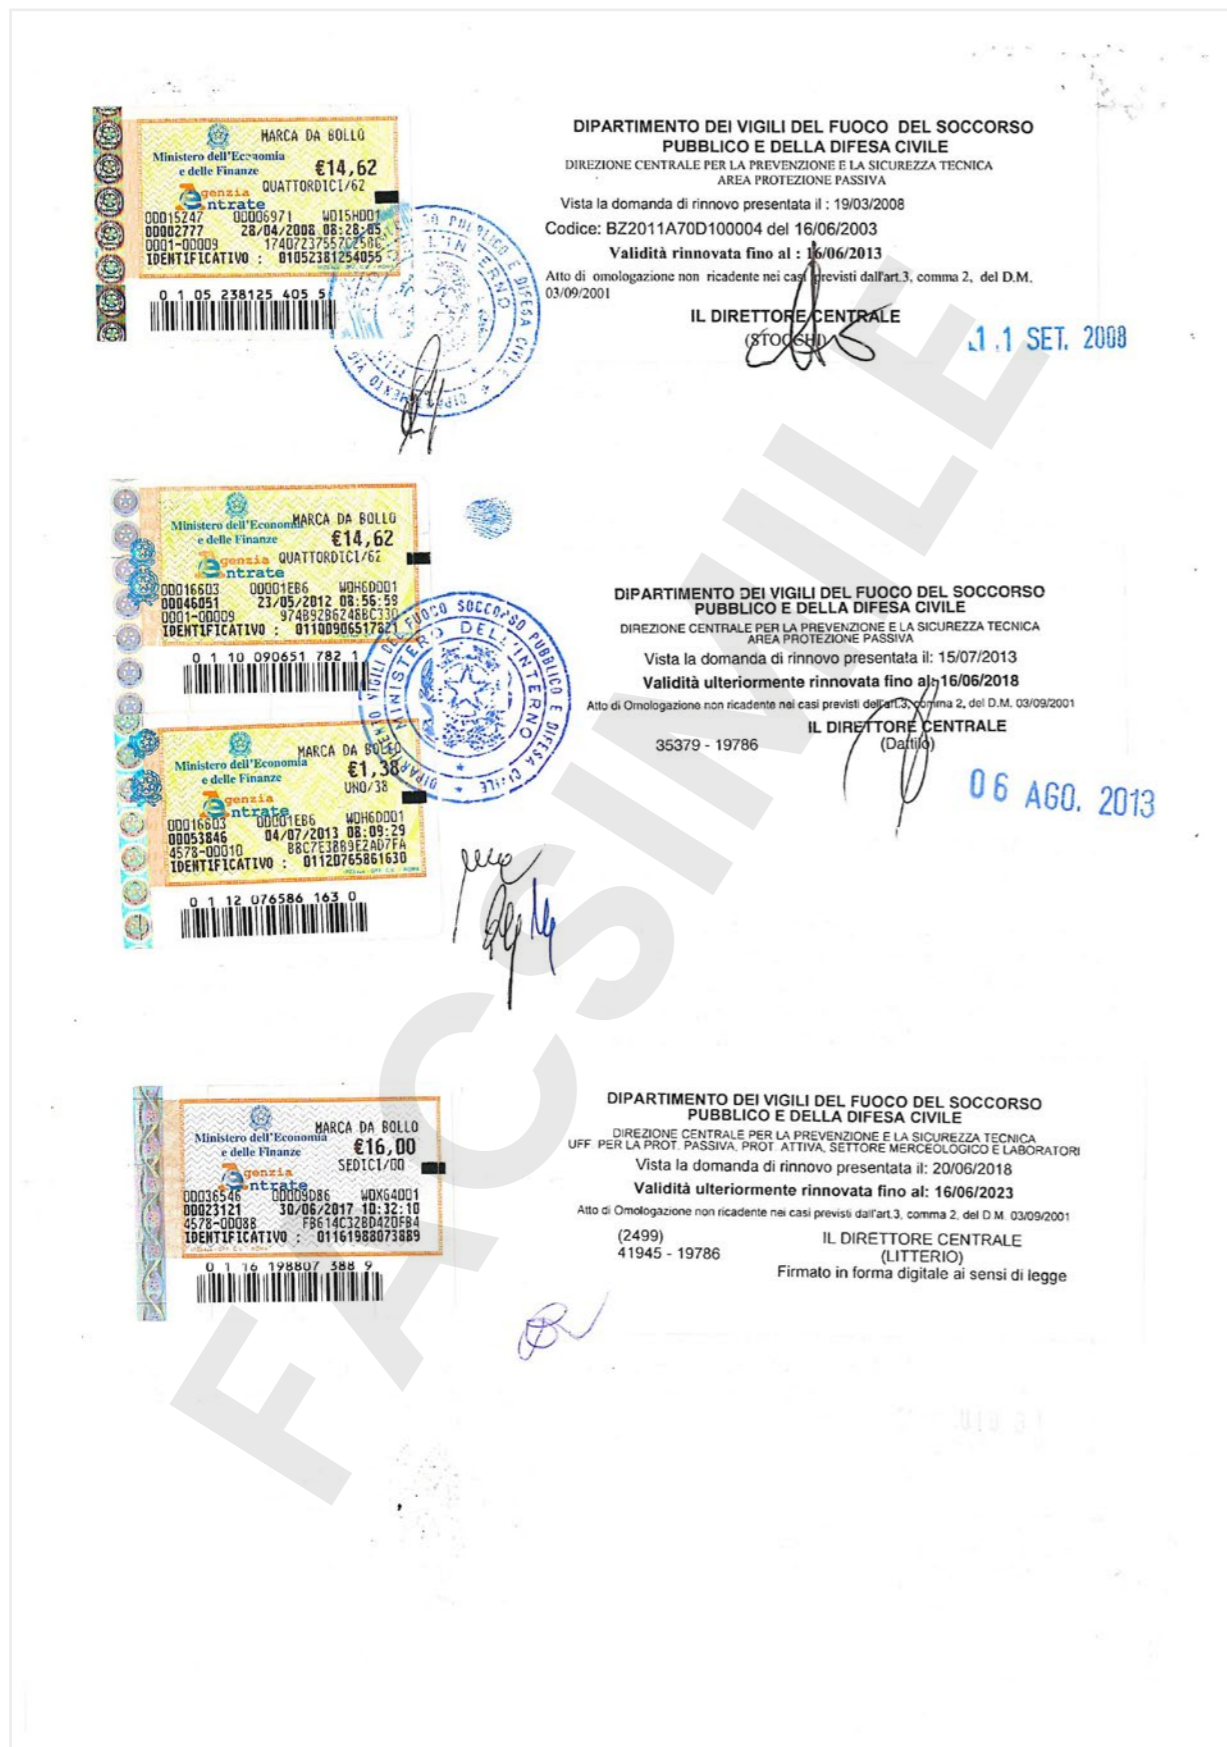 MARCA DA BOLLO
Ministero dell'Economia
e delle Finanze
€14,62
QUATTORDICI/62
Agenzia
Entrate
00015247 00006971 W0I5H001
00002777 28/04/2008 08:28:05
0001-00009
IDENTIFICATIVO : 01052381254055
0 1 05 238125 405 5
DIPARTIMENTO DEI VIGILI DEL FUOCO DEL SOCCORSO
PUBBLICO E DELLA DIFESA CIVILE
DIREZIONE CENTRALE PER LA PREVENZIONE E LA SICUREZZA TECNICA
AREA PROTEZIONE PASSIVA
Vista la domanda di rinnovo presentata il : 19/03/2008
Codice: BZ2011A70D100004 del 16/06/2003
Validità rinnovata fino al : 16/06/2013
Atto di omologazione non ricadente nei casi previsti dall'art.3, comma 2, del D.M.
03/09/2001
IL DIRETTORE CENTRALE
(STOCCHI)
11 SET. 2008
MARCA DA BOLLO
Ministero dell'Economia
e delle Finanze
€14,62
QUATTORDICI/62
Agenzia
Entrate
00016603 00001EB6 W0H6D001
00046051 23/05/2012 08:56:58
0001-00009 974B92B6248BC330
IDENTIFICATIVO : 01100906517821
0 1 10 090651 782 1
DIPARTIMENTO VIGILI DEL FUOCO SOCCORSO PUBBLICO E DIFESA CIVILE
MINISTERO DELL'INTERNO
MARCA DA BOLLO
Ministero dell'Economia
e delle Finanze
€1,38
UNO/38
Agenzia
Entrate
00016603 00001EB6 W0H6D001
00053846 04/07/2013 08:09:29
4578-00010 B8C7E38B9E2AD7FA
IDENTIFICATIVO : 01120765861630
0 1 12 076586 163 0
DIPARTIMENTO DEI VIGILI DEL FUOCO DEL SOCCORSO
PUBBLICO E DELLA DIFESA CIVILE
DIREZIONE CENTRALE PER LA PREVENZIONE E LA SICUREZZA TECNICA
AREA PROTEZIONE PASSIVA
Vista la domanda di rinnovo presentata il: 15/07/2013
Validità ulteriormente rinnovata fino al: 16/06/2018
Atto di Omologazione non ricadente nei casi previsti dell'art.3, comma 2, del D.M. 03/09/2001
IL DIRETTORE CENTRALE
35379 - 19786 (Dattilo)
06 AGO. 2013
MARCA DA BOLLO
Ministero dell'Economia
e delle Finanze
€16,00
SEDICI/00
Agenzia
Entrate
00036546 00009D86 W0X64001
00023121 30/06/2017 10:32:10
4578-00088 FB614C32BD420FB4
IDENTIFICATIVO : 01161988073889
0 1 16 198807 388 9
DIPARTIMENTO DEI VIGILI DEL FUOCO DEL SOCCORSO
PUBBLICO E DELLA DIFESA CIVILE
DIREZIONE CENTRALE PER LA PREVENZIONE E LA SICUREZZA TECNICA
UFF. PER LA PROT. PASSIVA, PROT. ATTIVA, SETTORE MERCEOLOGICO E LABORATORI
Vista la domanda di rinnovo presentata il: 20/06/2018
Validità ulteriormente rinnovata fino al: 16/06/2023
Atto di Omologazione non ricadente nei casi previsti dall'art.3, comma 2, del D.M. 03/09/2001
(2499)
41945 - 19786
IL DIRETTORE CENTRALE
(LITTERIO)
Firmato in forma digitale ai sensi di legge
FACSIMILE